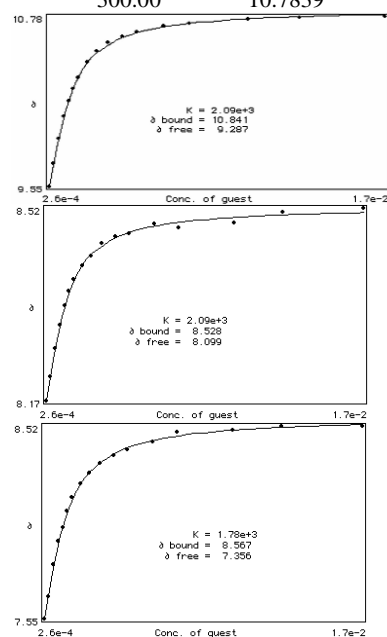 500.00 10.7859
10.78
∂
K = 2.09e+3
∂ bound = 10.841
∂ free = 9.287
9.55
2.6e-4 Conc. of guest 1.7e-2
8.52
∂
K = 2.09e+3
∂ bound = 8.528
∂ free = 8.099
8.17
2.6e-4 Conc. of guest 1.7e-2
8.52
∂
K = 1.78e+3
∂ bound = 8.567
∂ free = 7.356
7.55
2.6e-4 Conc. of guest 1.7e-2